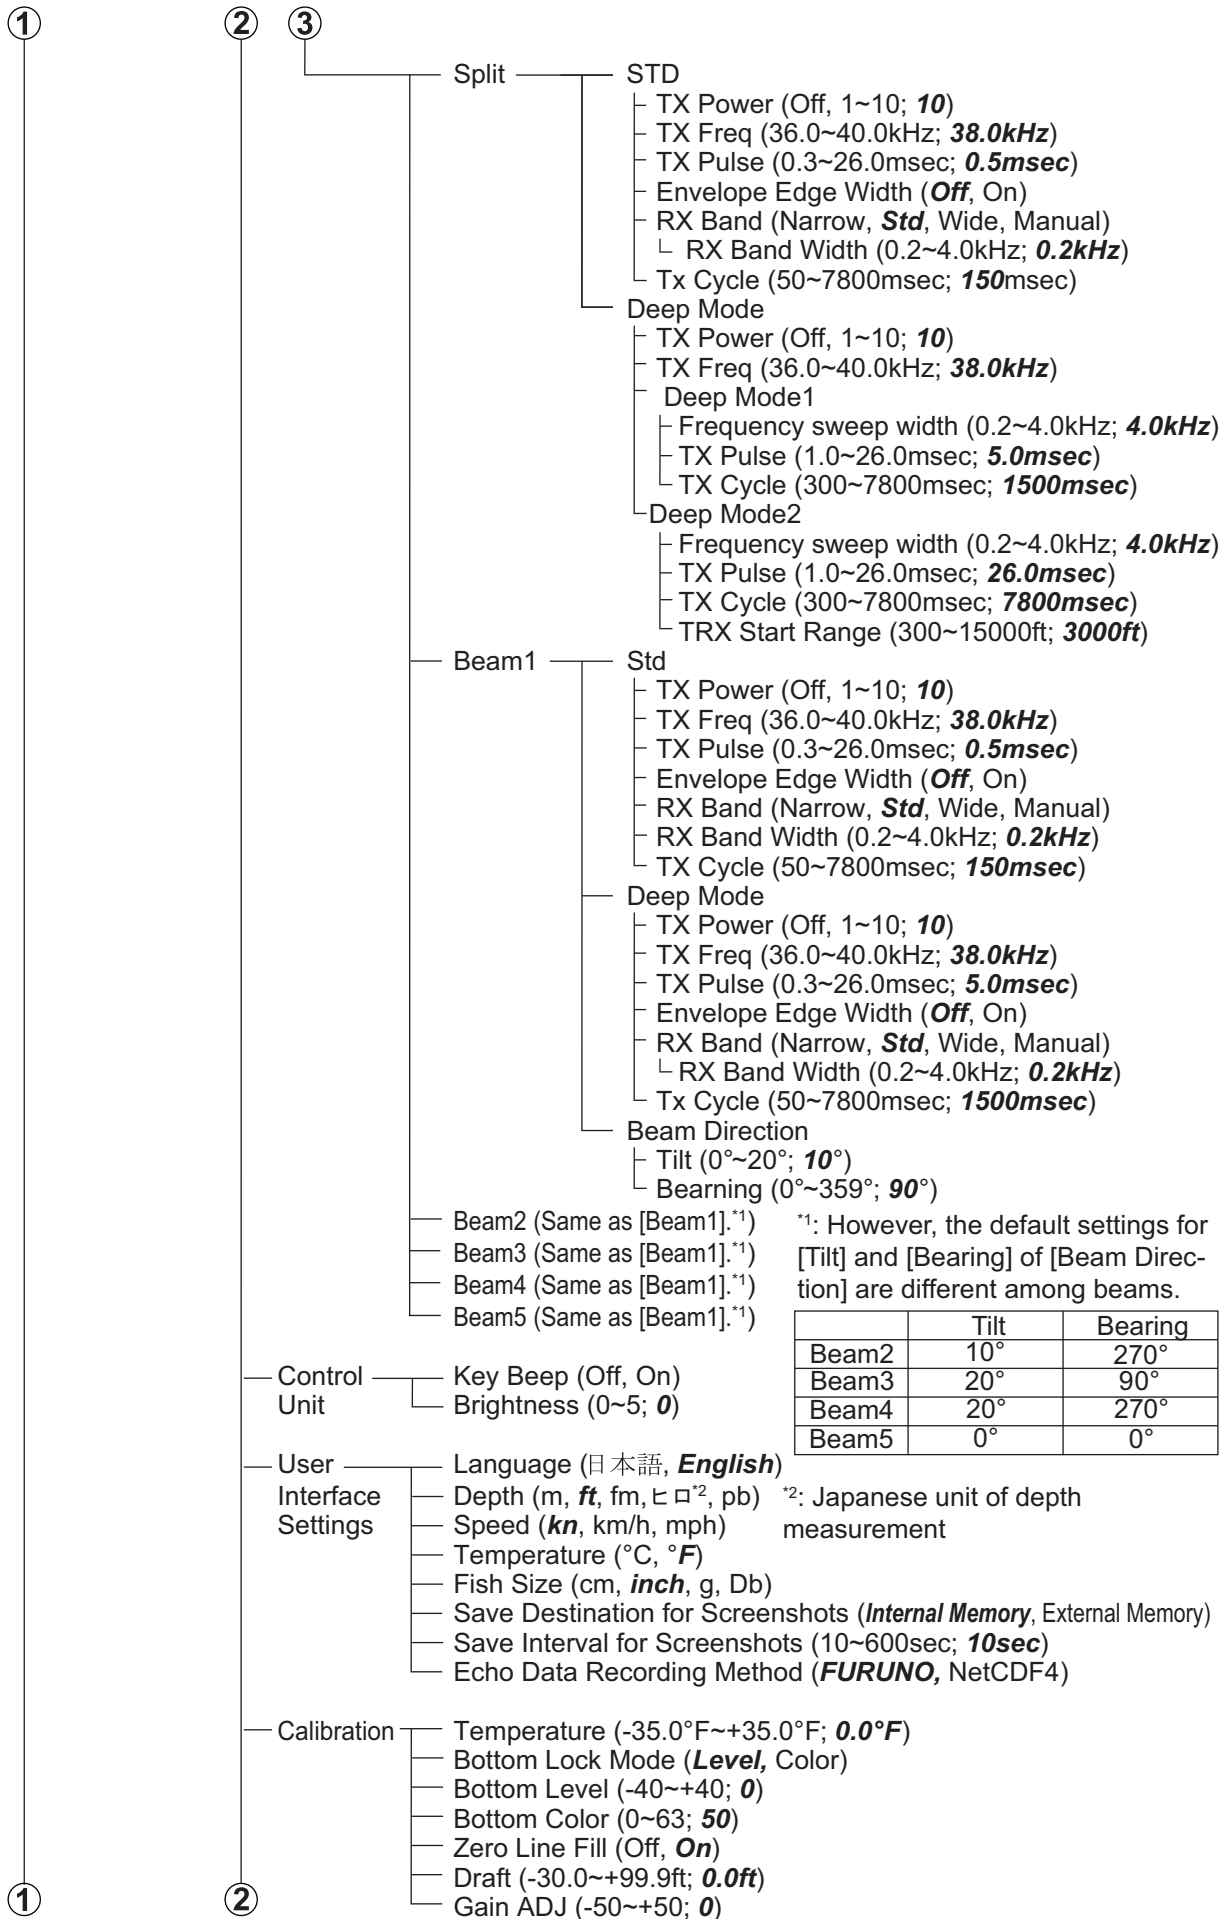 ① ② ③
Split STD
TX Power (Off, 1~10; 10)
TX Freq (36.0~40.0kHz; 38.0kHz)
TX Pulse (0.3~26.0msec; 0.5msec)
Envelope Edge Width (Off, On)
RX Band (Narrow, Std, Wide, Manual)
RX Band Width (0.2~4.0kHz; 0.2kHz)
Tx Cycle (50~7800msec; 150msec)
Deep Mode
TX Power (Off, 1~10; 10)
TX Freq (36.0~40.0kHz; 38.0kHz)
Deep Mode1
Frequency sweep width (0.2~4.0kHz; 4.0kHz)
TX Pulse (1.0~26.0msec; 5.0msec)
TX Cycle (300~7800msec; 1500msec)
Deep Mode2
Frequency sweep width (0.2~4.0kHz; 4.0kHz)
TX Pulse (1.0~26.0msec; 26.0msec)
TX Cycle (300~7800msec; 7800msec)
TRX Start Range (300~15000ft; 3000ft)
Beam1 Std
TX Power (Off, 1~10; 10)
TX Freq (36.0~40.0kHz; 38.0kHz)
TX Pulse (0.3~26.0msec; 0.5msec)
Envelope Edge Width (Off, On)
RX Band (Narrow, Std, Wide, Manual)
RX Band Width (0.2~4.0kHz; 0.2kHz)
TX Cycle (50~7800msec; 150msec)
Deep Mode
TX Power (Off, 1~10; 10)
TX Freq (36.0~40.0kHz; 38.0kHz)
TX Pulse (0.3~26.0msec; 5.0msec)
Envelope Edge Width (Off, On)
RX Band (Narrow, Std, Wide, Manual)
RX Band Width (0.2~4.0kHz; 0.2kHz)
Tx Cycle (50~7800msec; 1500msec)
Beam Direction
Tilt (0°~20°; 10°)
Bearning (0°~359°; 90°)
Beam2 (Same as [Beam1].*1)
Beam3 (Same as [Beam1].*1)
Beam4 (Same as [Beam1].*1)
Beam5 (Same as [Beam1].*1)
*1: However, the default settings for
[Tilt] and [Bearing] of [Beam Direc-
tion] are different among beams.
Tilt Bearing
Beam2 10° 270°
Beam3 20° 90°
Beam4 20° 270°
Beam5 0° 0°
Control
Unit
Key Beep (Off, On)
Brightness (0~5; 0)
User
Interface
Settings
Language (日本語, English)
Depth (m, ft, fm,ヒロ*2, pb)
*2: Japanese unit of depth
measurement
Speed (kn, km/h, mph)
Temperature (°C, °F)
Fish Size (cm, inch, g, Db)
Save Destination for Screenshots (Internal Memory, External Memory)
Save Interval for Screenshots (10~600sec; 10sec)
Echo Data Recording Method (FURUNO, NetCDF4)
Calibration
Temperature (-35.0°F~+35.0°F; 0.0°F)
Bottom Lock Mode (Level, Color)
Bottom Level (-40~+40; 0)
Bottom Color (0~63; 50)
Zero Line Fill (Off, On)
Draft (-30.0~+99.9ft; 0.0ft)
Gain ADJ (-50~+50; 0)
① ②